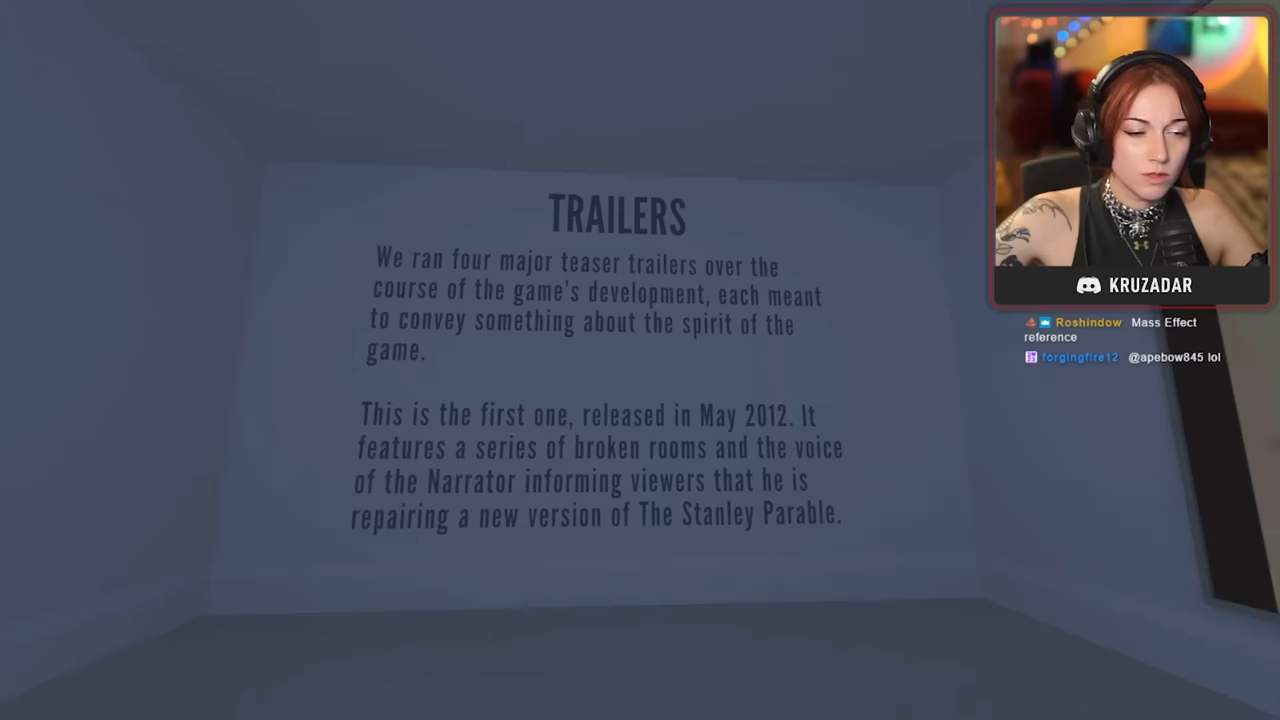 TRAILERS
We ran four major teaser trailers over the
course of the game's development, each meant
to convey something about the spirit of the
game.
This is the first one, released in May 2012. It
features a series of broken rooms and the voice
of the Narrator informing viewers that he is
repairing a new version of The Stanley Parable.
KRUZADAR
Roshindow Mass Effect
reference
forgingfire12 @apebow845 lol